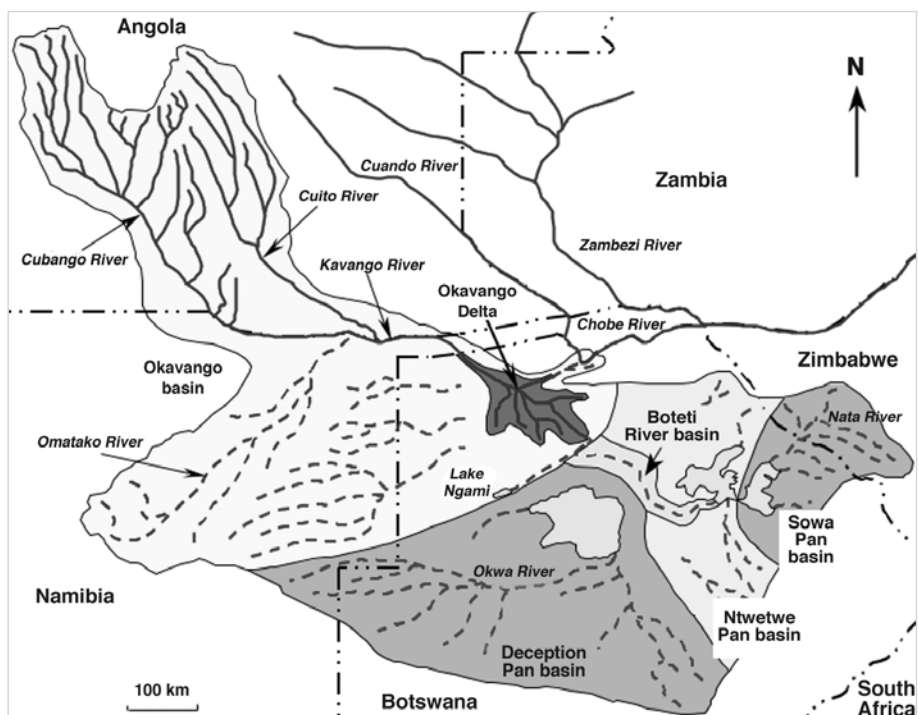 Angola
N
Cuando River
Zambia
Cuito River
Zambezi River
Cubango River
Kavango River
Okavango
Delta
Chobe River
Zimbabwe
Okavango
basin
Boteti
River basin
Nata River
Omatako River
Lake
Ngami
Sowa
Pan
basin
Okwa River
Namibia
Ntwetwe
Pan basin
Deception
Pan basin
100 km
Botswana
South
Africa